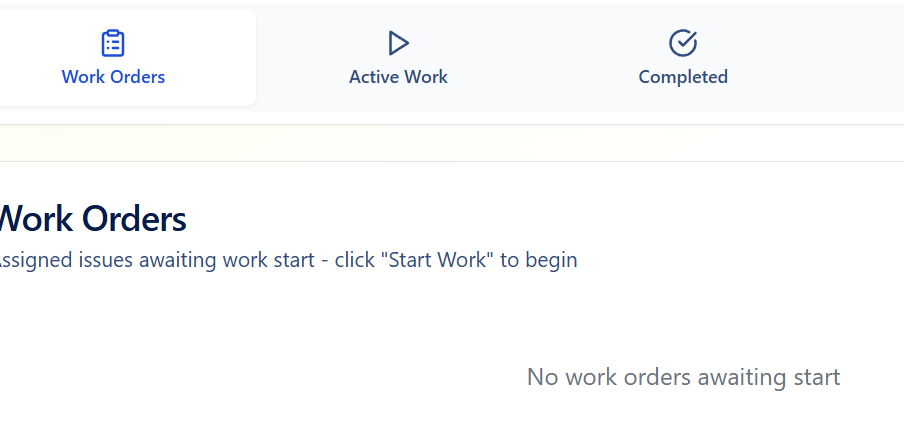 Work Orders
Active Work
Completed
Work Orders
Assigned issues awaiting work start - click "Start Work" to begin
No work orders awaiting start